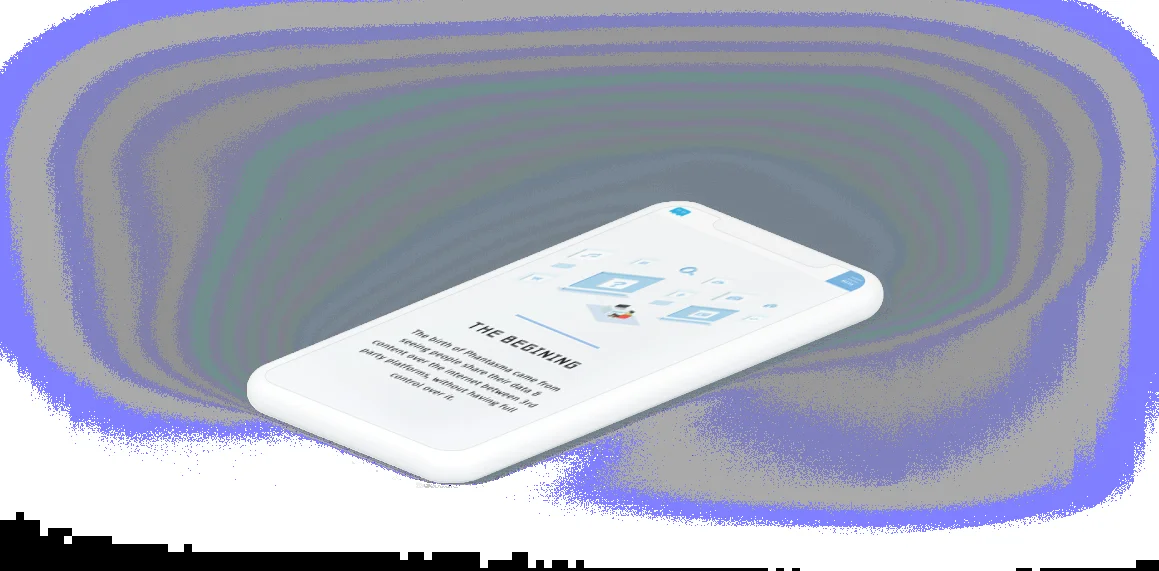 THE BEGINING
The birth of Phantasma came from
seeing people share their data &
content over the internet between 3rd
party platforms, without having full
control over it.